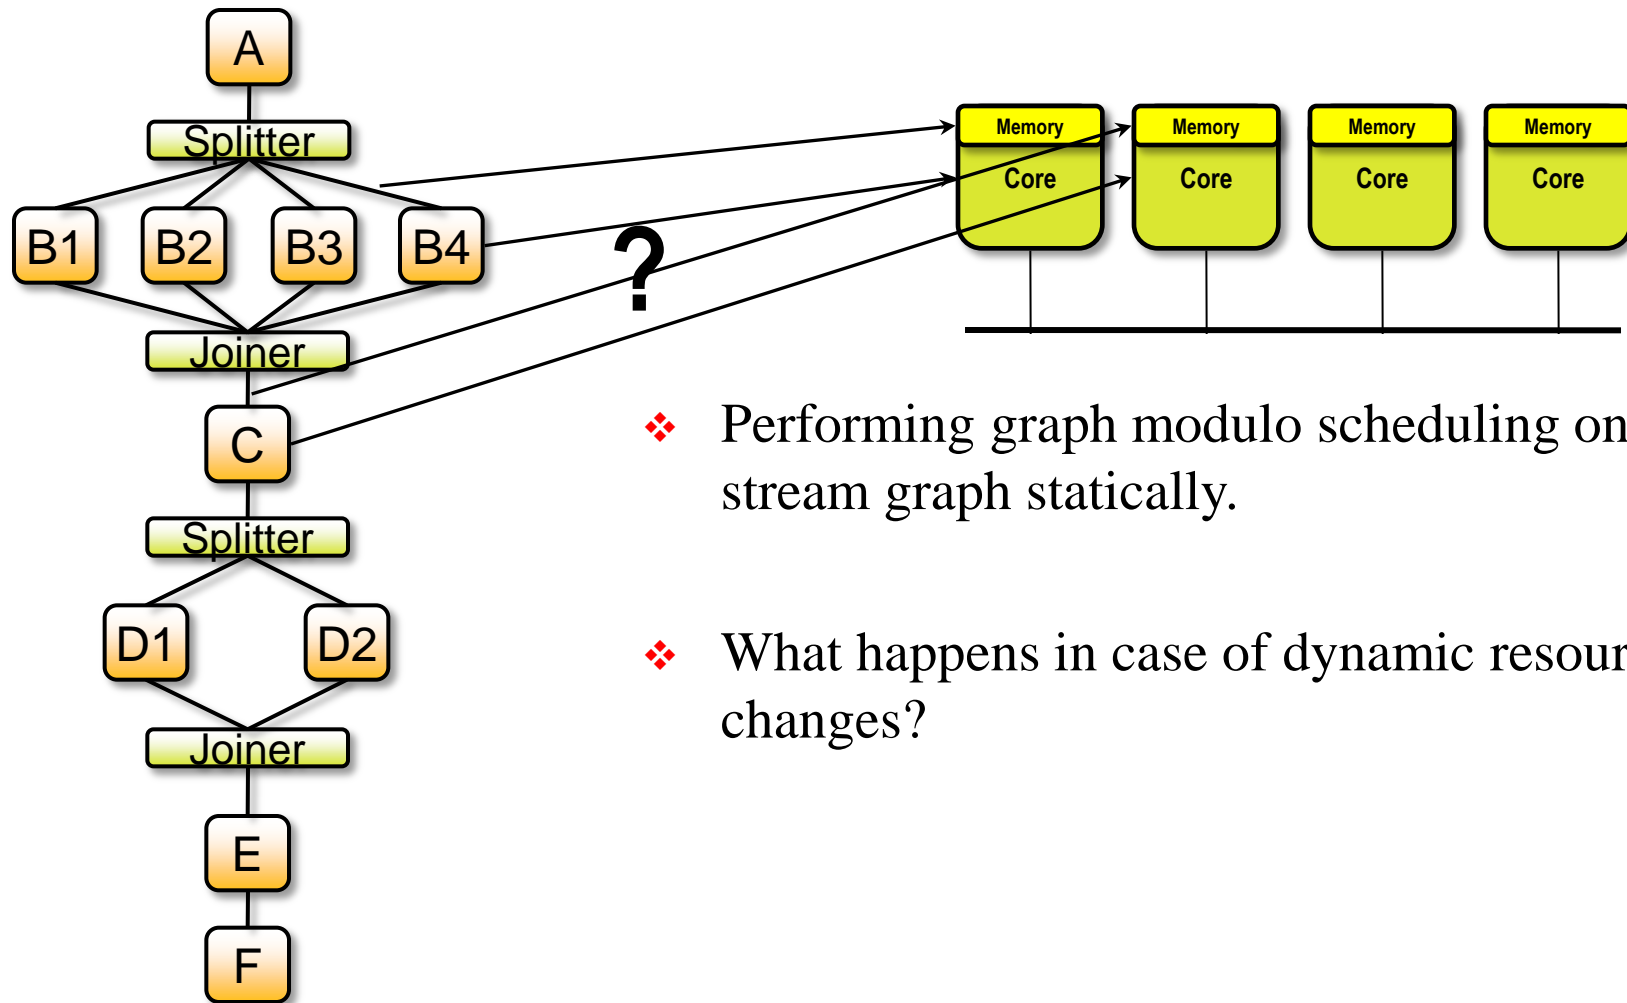 A
Splitter
B1 B2 B3 B4
Joiner
C
Splitter
D1 D2
Joiner
E
F
?
Memory Memory Memory Memory
Core Core Core Core
Performing graph modulo scheduling on
stream graph statically.
What happens in case of dynamic
changes?